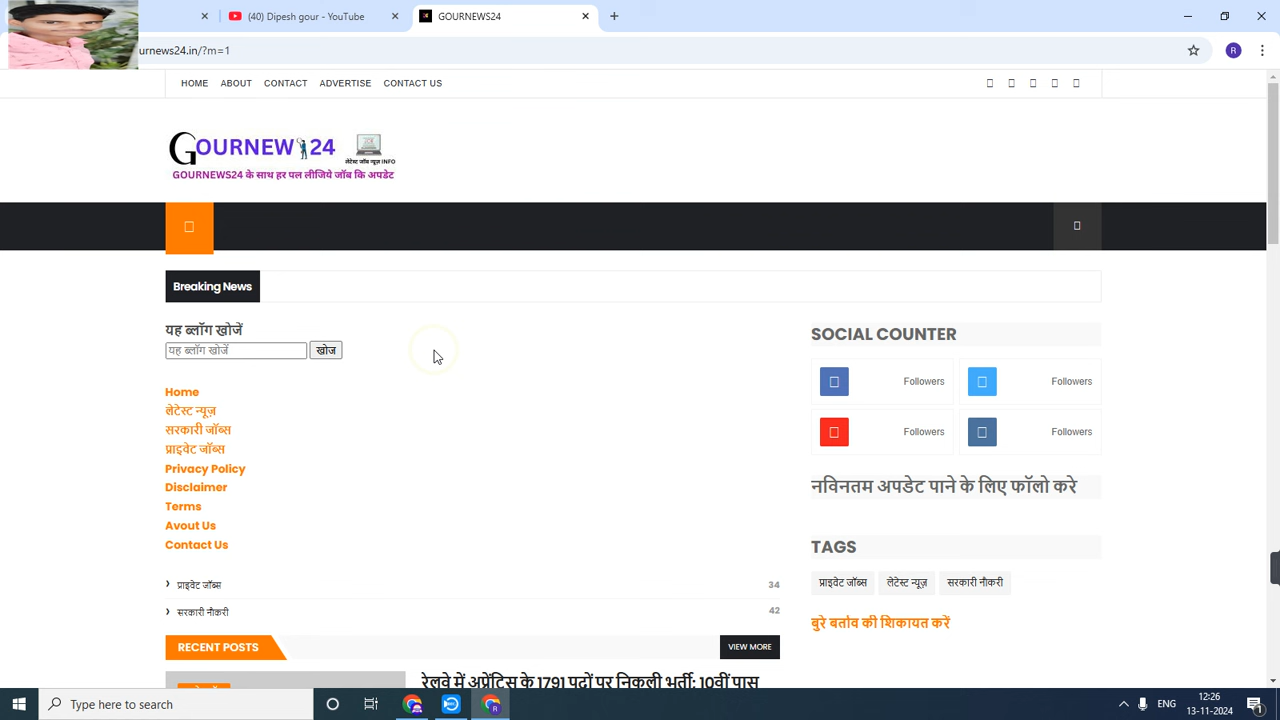 (40) Dipesh gour - YouTube
GOURNEWS24
urnews24.in/?m=1
R
HOME ABOUT CONTACT ADVERTISE CONTACT US
GOURNEW 24
लेटेस्ट जॉब न्यूज़ INFO
GOURNEWS24 के साथ हर पल लीजिये जॉब कि अपडेट
Breaking News
यह ब्लॉग खोजें
यह ब्लॉग खोजें खोज
Home
लेटेस्ट न्यूज़
सरकारी जॉब्स
प्राइवेट जॉब्स
Privacy Policy
Disclaimer
Terms
Avout Us
Contact Us
प्राइवेट जॉब्स 34
सरकारी नौकरी 42
RECENT POSTS VIEW MORE
रेलवे में अप्रेंटिस के 1791 पदों पर निकली भर्ती: 10वीं पास
SOCIAL COUNTER
Followers Followers
Followers Followers
नविनतम अपडेट पाने के लिए फॉलो करे
TAGS
प्राइवेट जॉब्स लेटेस्ट न्यूज़ सरकारी नौकरी
बुरे बर्ताव की शिकायत करें
Type here to search
ENG
12:26
13-11-2024